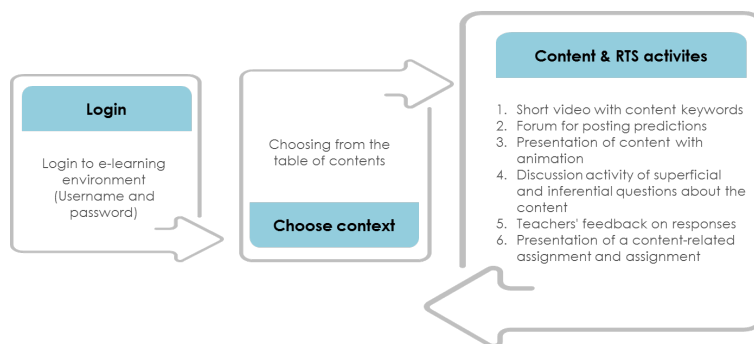 Login
Login to e-learning
environment
(Username and
password)
Choosing from the
table of contents
Choose context
Content & RTS activites
1. Short video with content keywords
2. Forum for posting predictions
3. Presentation of content with
animation
4. Discussion activity of superficial
and inferential questions about the
content
5. Teachers' feedback on responses
6. Presentation of a content-related
assignment and assignment